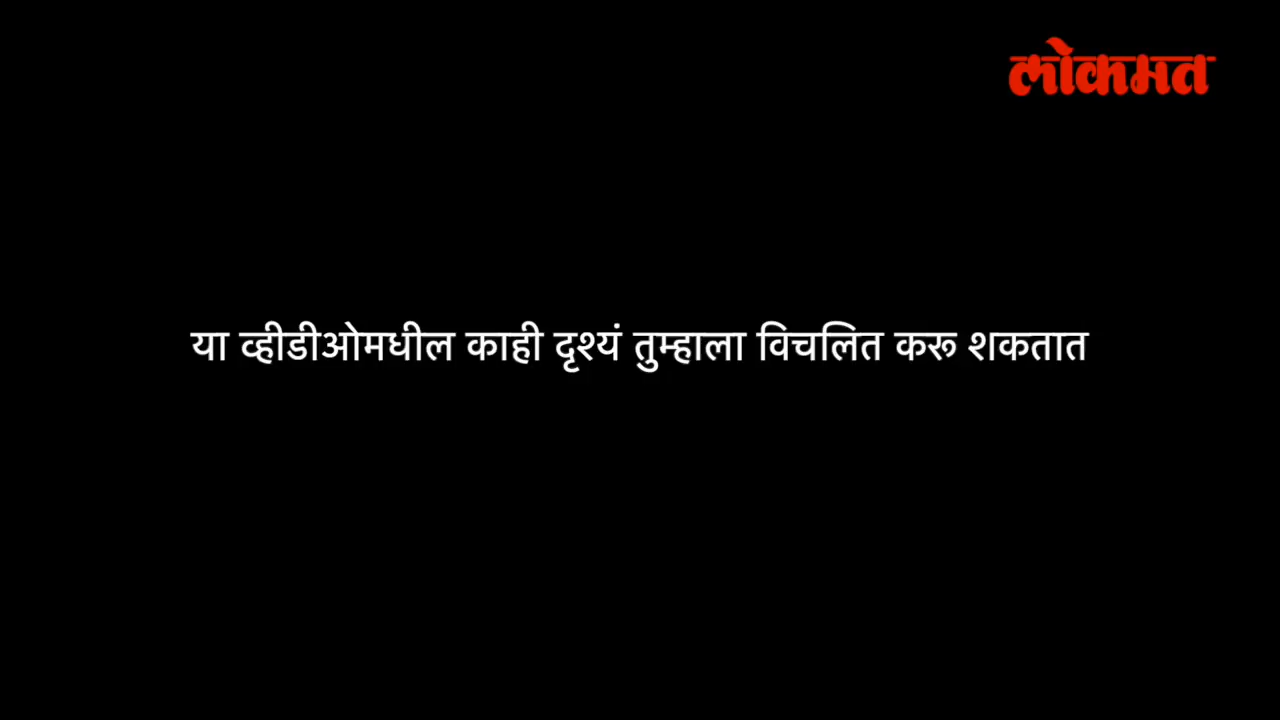 लोकमत
या व्हीडीओमधील काही दृश्यं तुम्हाला विचलित करू शकतात